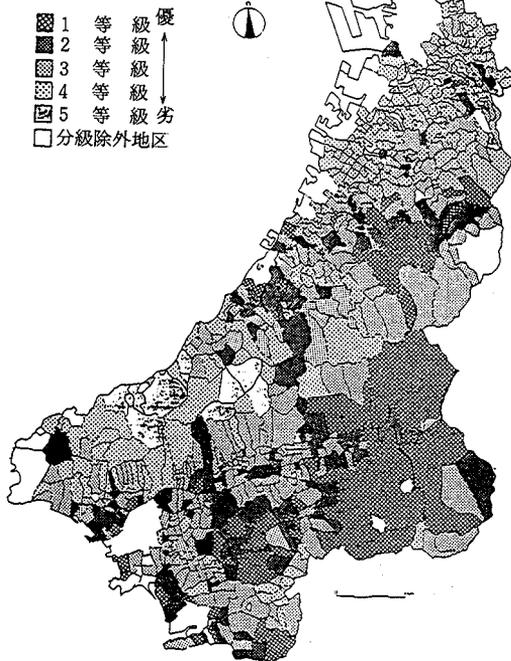 優
1 等 級
2 等 級
3 等 級
4 等 級
5 等 級
劣
分級除外地区